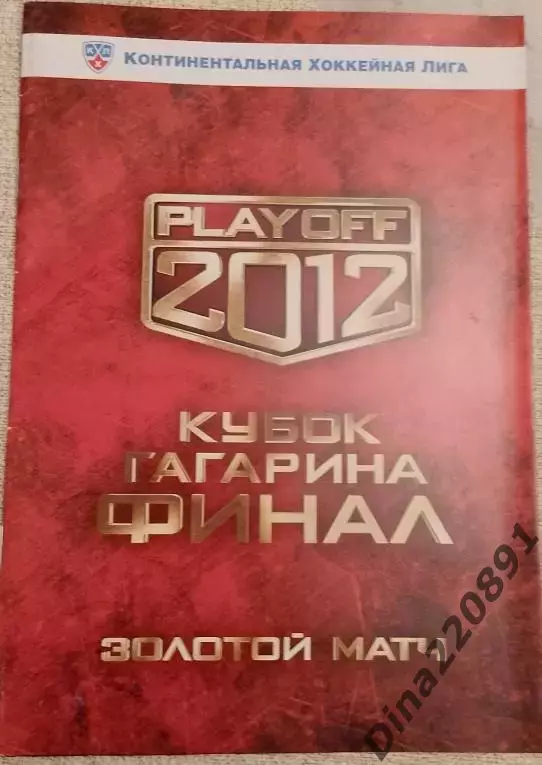 КХЛ
КОНТИНЕНТАЛЬНАЯ ХОККЕЙНАЯ ЛИГА
PLAYOFF
2012
КУБОК
ГАГАРИНА
ФИНАЛ
ЗОЛОТОЙ МАТЧ
Dina220891